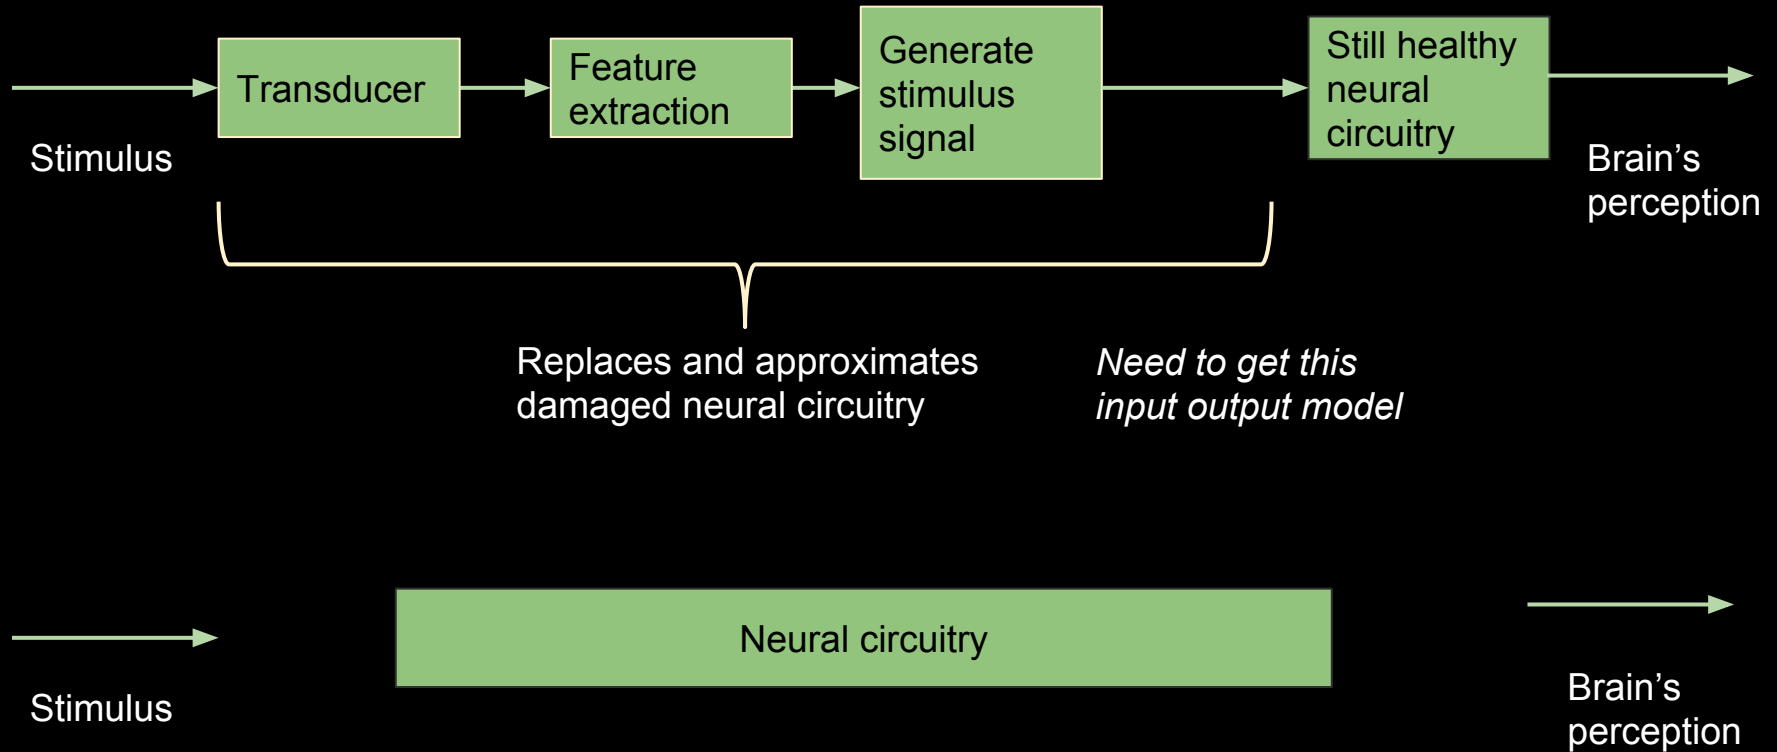 Transducer
Feature
extraction
Generate
stimulus
signal
Still healthy
neural
circuitry
Stimulus
Brain’s
perception
Replaces and approximates
damaged neural circuitry
Need to get this
input output model
Neural circuitry
Stimulus
Brain’s
perception